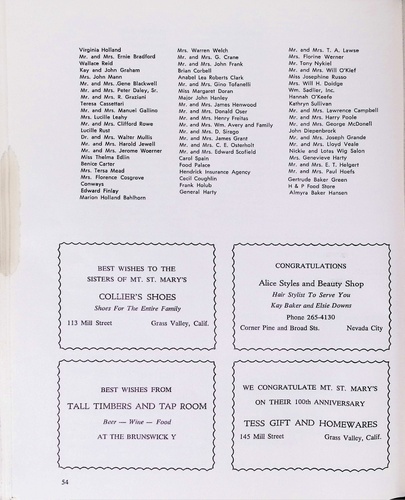 Virginia Holland
Mr. and Mrs. Ernie Bradford
Wallace Reid
Kay and John Graham
Mrs. John Mann
Mr. and Mrs. Gene Blackwell
Mr. and Mrs. Peter Daley, Sr.
Mr. and Mrs. R. Graziani
Teresa Cassettari
Mr. and Mrs. Manuel Gallino
Mrs. Lucille Leahy
Mr. and Mrs. Clifford Rowe
Lucille Rust
Dr. and Mrs. Walter Mullis
Mr. and Mrs. Harold Jewell
Mr. and Mrs. Jerome Woerner
Miss Thelma Edlin
Benice Carter
Mrs. Tersa Mead
Mrs. Florence Cosgrove
Conways
Edward Finlay
Marion Holland Bahlhorn
Mrs. Warren Welch
Mr. and Mrs. G. Crane
Mr. and Mrs. John Frank
Brian Corbell
Anabel Lea Roberts Clark
Mr. and Mrs. Gino Tofanelli
Miss Margaret Doran
Mator John Hanley
Mr. and Mrs. James Henwood
Mr. and Mrs. Donald Oser
Mr. and Mrs. Henry Freitas
Mr. and Mrs. Wm. Avery and Family
Mr. and Mrs. D. Sirego
Mr. and Mrs. James Grant
Mr. and Mrs. C. E. Osterholt
Mr. and Mrs. Edward Scofield
Carol Spain
Food Palace
Hendrick Insurance Agency
Cecil Coughlin
Frank Holub
General Harty
Mr. and Mrs. T. A. Lawse
Mrs. Florine Werner
Mr. Tony Nykiel
Mr. and Mrs. Will O'Kief
Miss Josephine Russo
Mrs. Will H. Doidge
Wm. Sadlier, Inc.
Hannah O'Keefe
Kathryn Sullivan
Mr. and Mrs. Lawrence Campbell
Mr. and Mrs. Harry Poole
Mr. and Mrs. George McDonell
John Diepenbrork
Mr. and Mrs. Joseph Grande
Mr. and Mrs. Lloyd Veale
Nickie and Lotas Wig Salon
Mrs. Genevieve Harty
Mr. and Mrs. E. T. Helgert
Mr. and Mrs. Paul Hoefs
Gertrude Baker Green
H & P Food Store
Almyra Baker Hansen
BEST WISHES TO THE
SISTERS OF MT. ST. MARY'S
COLLIER'S SHOES
Shoes For The Entire Family
113 Mill Street Grass Valley, Calif.
CONGRATULATIONS
Alice Styles and Beauty Shop
Hair Stylist To Serve You
Kay Baker and Elsie Downs
Phone 265-4130
Corner Pine and Broad Sts. Nevada City
BEST WISHES FROM
TALL TIMBERS AND TAP ROOM
Beer — Wine — Food
AT THE BRUNSWICK Y
WE CONGRATULATE MT. ST. MARY'S
ON THEIR 100th ANNIVERSARY
TESS GIFT AND HOMEWARES
145 Mill Street Grass Valley, Calif.
54